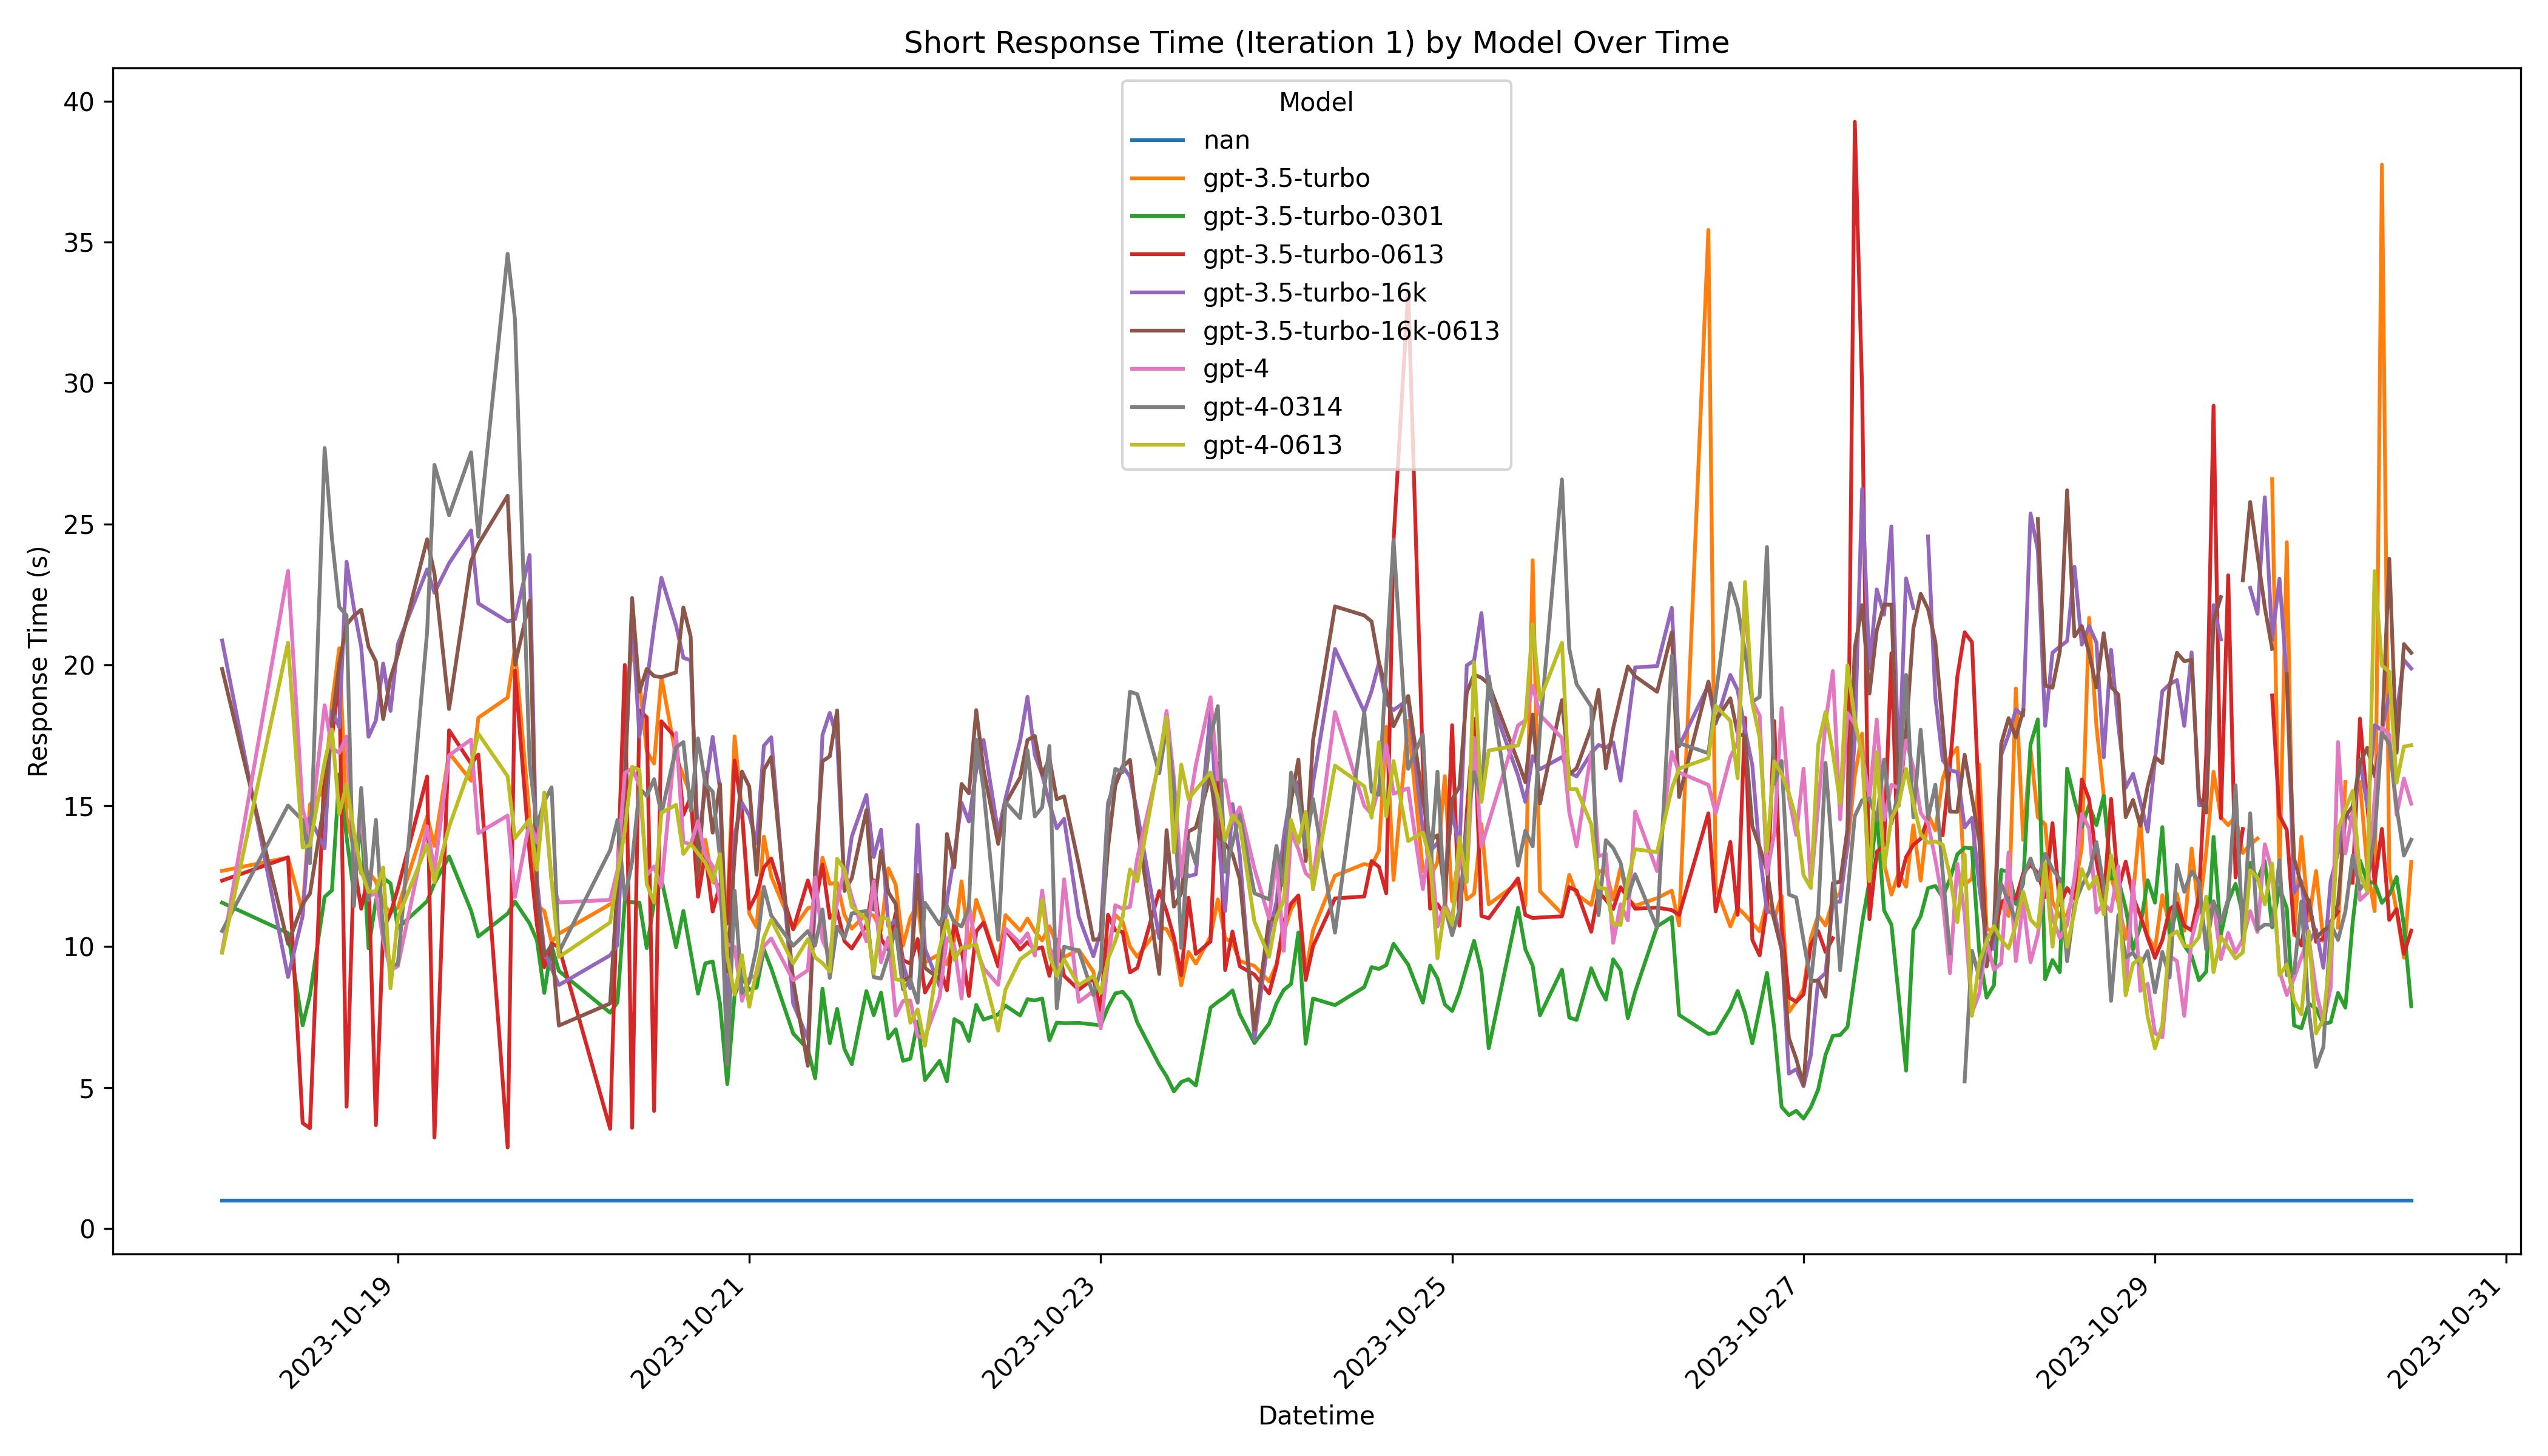 Short Response Time (Iteration 1) by Model Over Time
Model
nan
gpt-3.5-turbo
gpt-3.5-turbo-0301
gpt-3.5-turbo-0613
gpt-3.5-turbo-16k
gpt-3.5-turbo-16k-0613
gpt-4
gpt-4-0314
gpt-4-0613
Response Time (s)
40
35
30
25
20
15
10
5
0
2023-10-19
2023-10-21
2023-10-23
2023-10-25
2023-10-27
2023-10-29
2023-10-31
Datetime